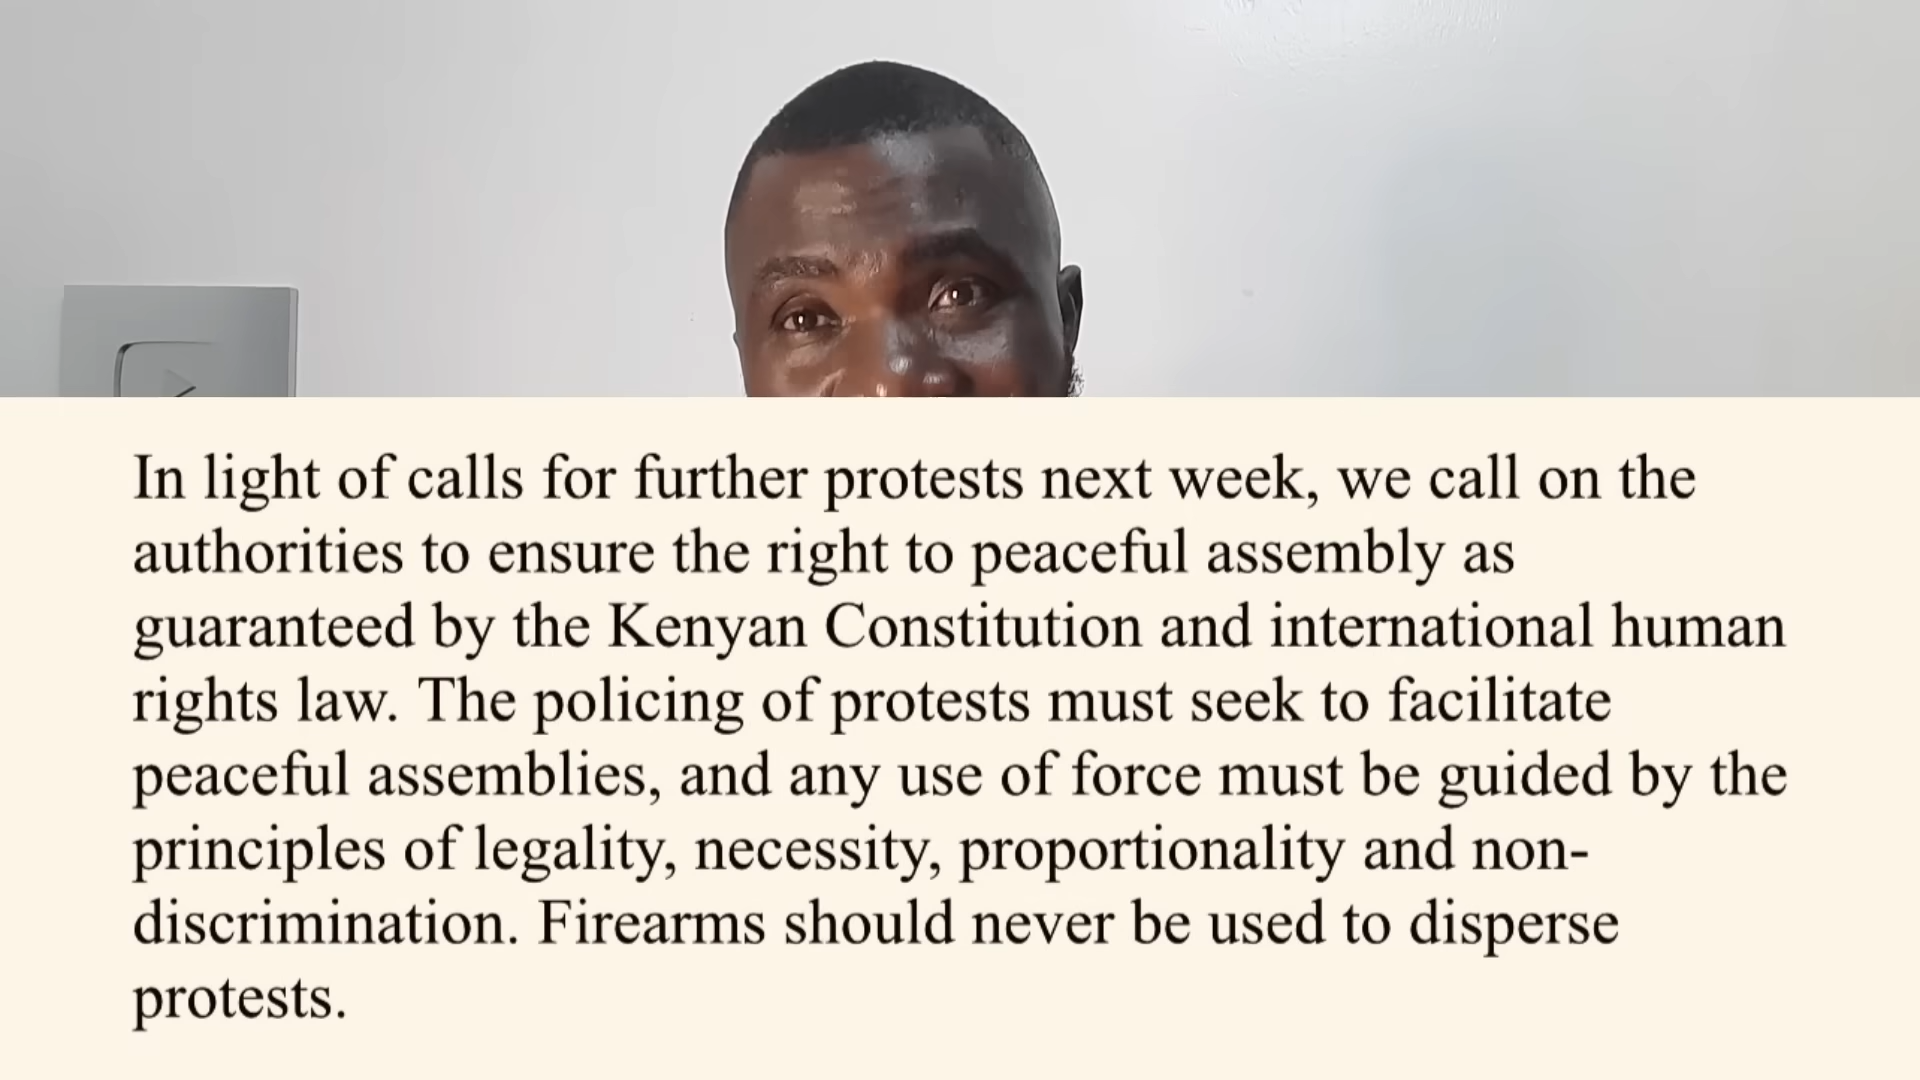 In light of calls for further protests next week, we call on the
authorities to ensure the right to peaceful assembly as
guaranteed by the Kenyan Constitution and international human
rights law. The policing of protests must seek to facilitate
peaceful assemblies, and any use of force must be guided by the
principles of legality, necessity, proportionality and non-
discrimination. Firearms should never be used to disperse
protests.